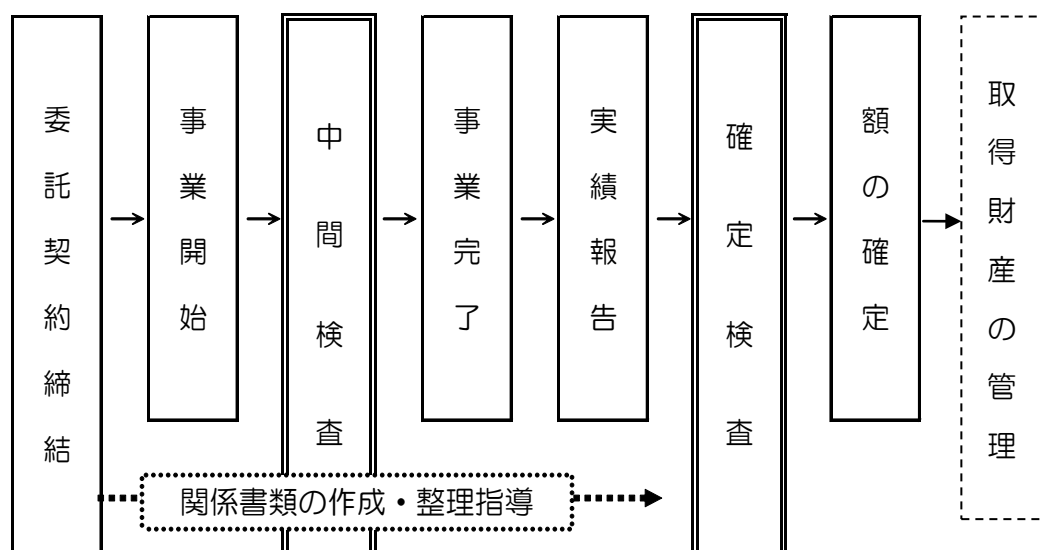 委託契約締結
事業開始
中間検査
事業完了
実績報告
確定検査
額の確定
取得財産の管理
関係書類の作成・整理指導